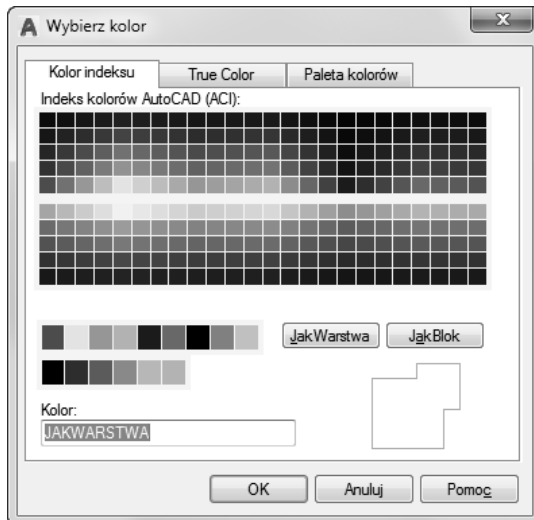 A Wybierz kolor
Kolor indeksu
True Color
Paleta kolorów
Indeks kolorów AutoCAD (ACI):
JakWarstwa
JakBlok
Kolor:
JAKWARSTWA
OK
Anuluj
Pomoc